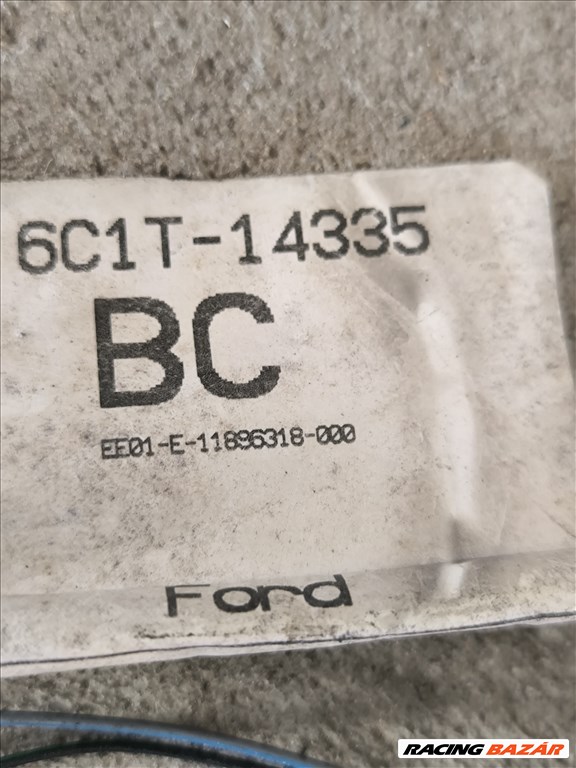 6C1T-14335
BC
EE01-E-11896318-000
Ford
RACING BAZÁR